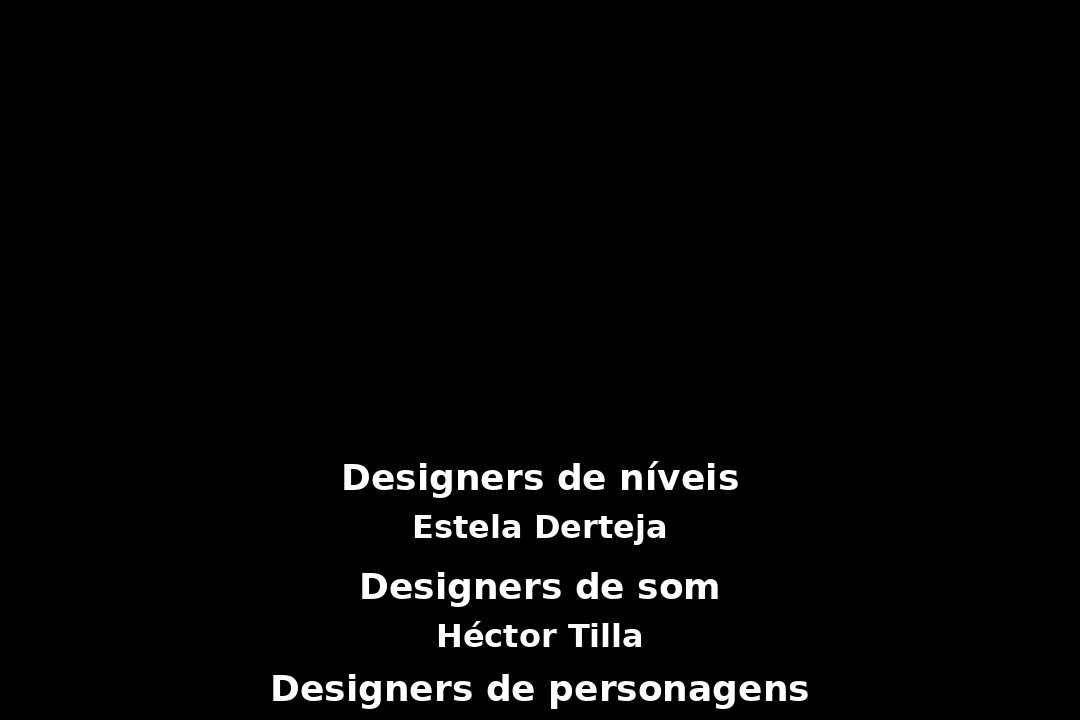 Designers de níveis
Estela Derteja
Designers de som
Héctor Tilla
Designers de personagens